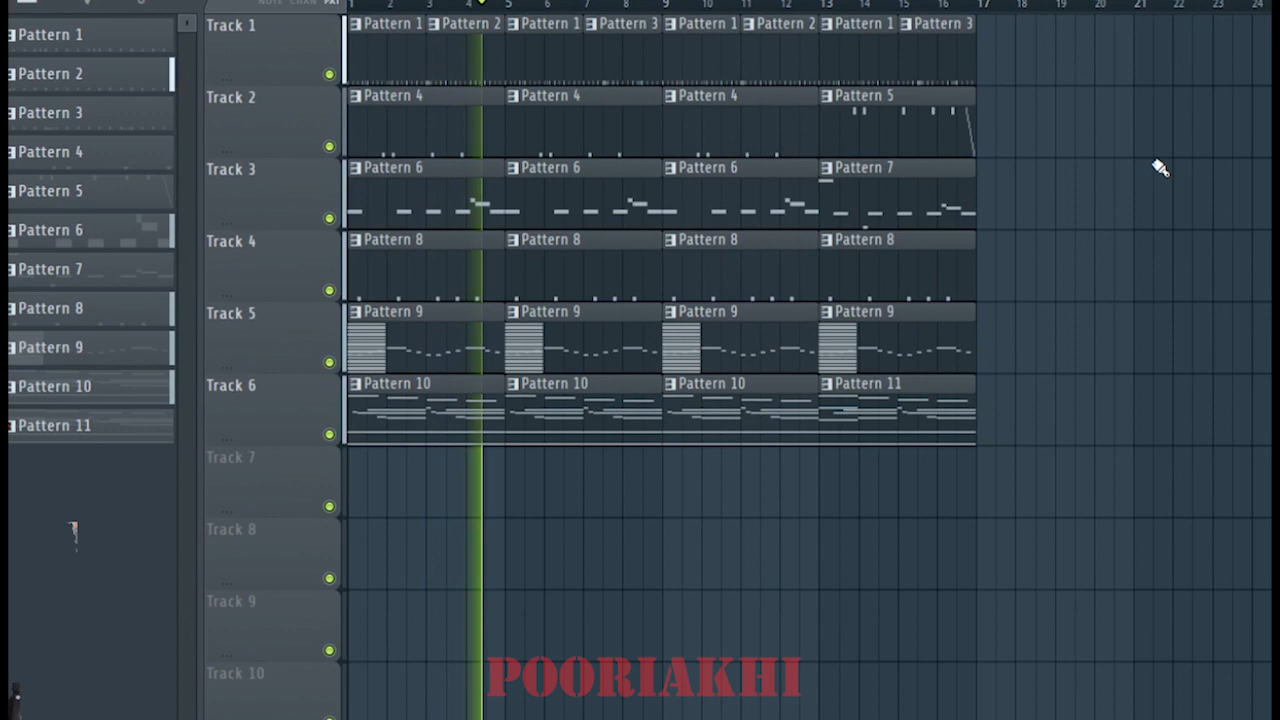 NOTE CHAN PAT
1 2 3 4 5 6 7 8 9 10 11 12 13 14 15 16 17 18 19 20 21 22 23 24
Pattern 1
Pattern 2
Pattern 3
Pattern 4
Pattern 5
Pattern 6
Pattern 7
Pattern 8
Pattern 9
Pattern 10
Pattern 11
Track 1
Pattern 1 Pattern 2 Pattern 1 Pattern 3 Pattern 1 Pattern 2 Pattern 1 Pattern 3
Track 2
Pattern 4 Pattern 4 Pattern 4 Pattern 5
Track 3
Pattern 6 Pattern 6 Pattern 6 Pattern 7
Track 4
Pattern 8 Pattern 8 Pattern 8 Pattern 8
Track 5
Pattern 9 Pattern 9 Pattern 9 Pattern 9
Track 6
Pattern 10 Pattern 10 Pattern 10 Pattern 11
Track 7
Track 8
Track 9
Track 10
POORIAKHI